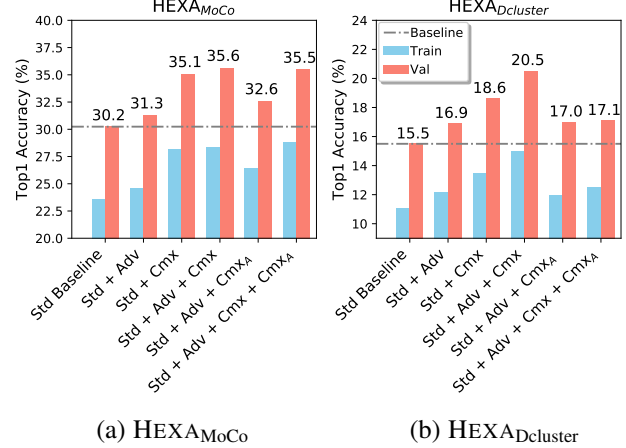 HEXA_MoCo
Top1 Accuracy (%)
40.0
37.5
35.0
32.5
30.0
27.5
25.0
22.5
20.0
30.2
31.3
35.1
35.6
32.6
35.5
Std Baseline
Std + Adv
Std + Cmx
Std + Adv + Cmx
Std + Adv + Cmx_A
Std + Adv + Cmx + Cmx_A
(a) HEXA_MoCo
HEXA_Dcluster
Top1 Accuracy (%)
24
22
20
18
16
14
12
Baseline
Train
Val
15.5
16.9
18.6
20.5
17.0
17.1
Std Baseline
Std + Adv
Std + Cmx
Std + Adv + Cmx
Std + Adv + Cmx_A
Std + Adv + Cmx + Cmx_A
(b) HEXA_Dcluster